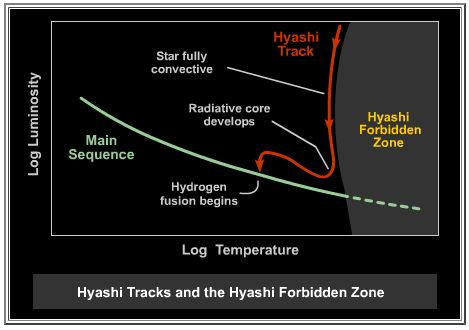 Hyashi
Track
Star fully
convective
Radiative core
develops
Hyashi
Forbidden
Zone
Main
Sequence
Hydrogen
fusion begins
Log Luminosity
Log Temperature
Hyashi Tracks and the Hyashi Forbidden Zone